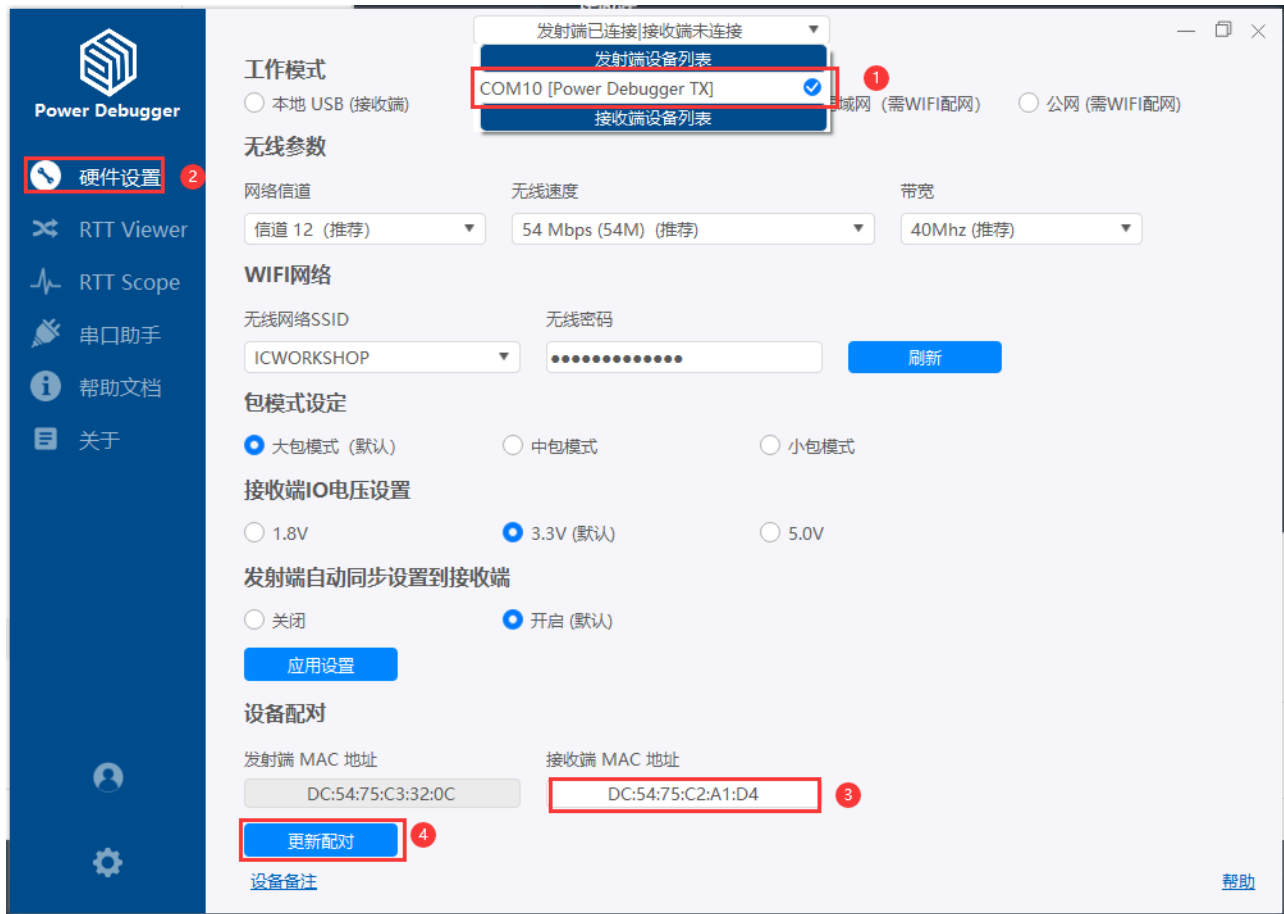 发射端已连接|接收端未连接
发射端设备列表
COM10 [Power Debugger TX]
接收端设备列表
1
Power Debugger
硬件设置
2
RTT Viewer
RTT Scope
串口助手
帮助文档
关于
工作模式
本地 USB (接收端)
域网（需WIFI配网)
公网 (需WIFI配网)
无线参数
网络信道
无线速度
带宽
信道 12（推荐)
54 Mbps (54M)（推荐)
40Mhz (推荐)
WIFI网络
无线网络SSID
无线密码
ICWORKSHOP
●●●●●●●●●●●●●
刷新
包模式设定
大包模式（默认)
中包模式
小包模式
接收端IO电压设置
1.8V
3.3V (默认)
5.0V
发射端自动同步设置到接收端
关闭
开启 (默认)
应用设置
设备配对
发射端 MAC 地址
接收端 MAC 地址
DC:54:75:C3:32:0C
DC:54:75:C2:A1:D4
3
更新配对
4
设备备注
帮助